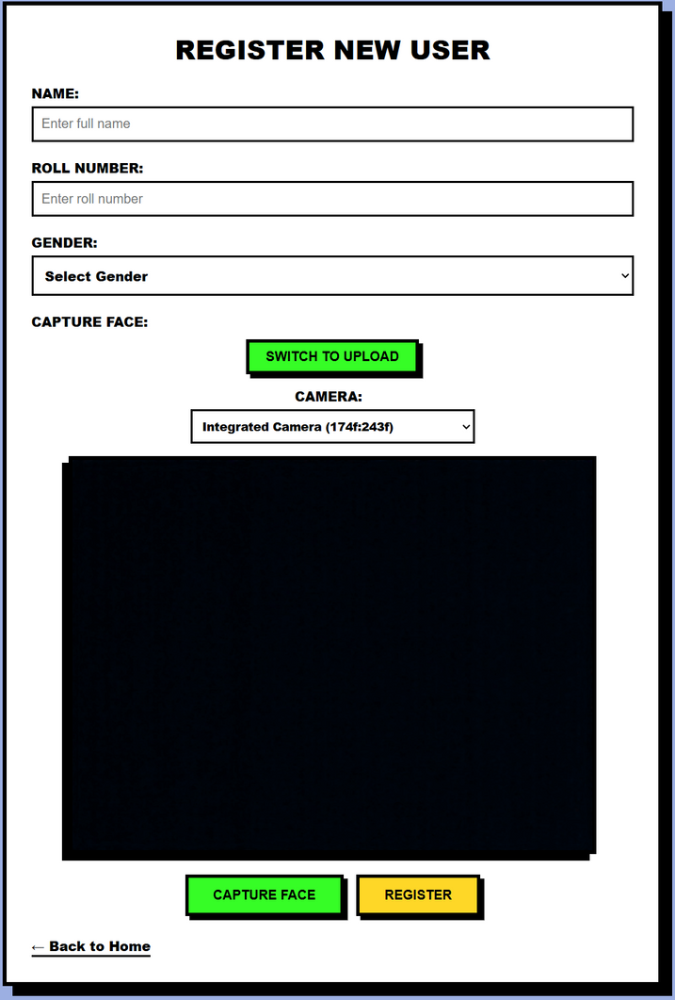 REGISTER NEW USER
NAME:
Enter full name
ROLL NUMBER:
Enter roll number
GENDER:
Select Gender
CAPTURE FACE:
SWITCH TO UPLOAD
CAMERA:
Integrated Camera (174f:243f)
CAPTURE FACE REGISTER
← Back to Home